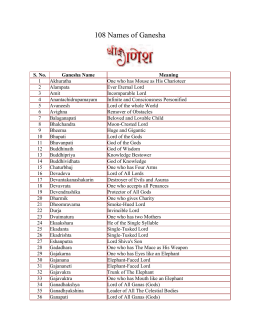 108 Names of Ganesha
श्री गणेश
S. No. Ganesha Name Meaning
1 Akhuratha One who has Mouse as His Charioteer
2 Alampata Ever Eternal Lord
3 Amit Incomparable Lord
4 Anantachidrupamayam Infinite and Consciousness Personified
5 Avaneesh Lord of the whole World
6 Avighna Remover of Obstacles
7 Balaganapati Beloved and Lovable Child
8 Bhalchandra Moon-Crested Lord
9 Bheema Huge and Gigantic
10 Bhupati Lord of the Gods
11 Bhuvanpati God of the Gods
12 Buddhinath God of Wisdom
13 Buddhipriya Knowledge Bestower
14 Buddhividhata God of Knowledge
15 Chaturbhuj One who has Four Arms
16 Devadeva Lord of All Lords
17 Devantakanashakarin Destroyer of Evils and Asuras
18 Devavrata One who accepts all Penances
19 Devendrashika Protector of All Gods
20 Dharmik One who gives Charity
21 Dhoomravarna Smoke-Hued Lord
22 Durja Invincible Lord
23 Dvaimatura One who has two Mothers
24 Ekaakshara He of the Single Syllable
25 Ekadanta Single-Tusked Lord
26 Ekadrishta Single-Tusked Lord
27 Eshanputra Lord Shiva's Son
28 Gadadhara One who has The Mace as His Weapon
29 Gajakarna One who has Eyes like an Elephant
30 Gajanana Elephant-Faced Lord
31 Gajananeti Elephant-Faced Lord
32 Gajavakra Trunk of The Elephant
33 Gajavaktra One who has Mouth like an Elephant
34 Ganadhakshya Lord of All Ganas (Gods)
35 Ganadhyakshina Leader of All The Celestial Bodies
36 Ganapati Lord of All Ganas (Gods)